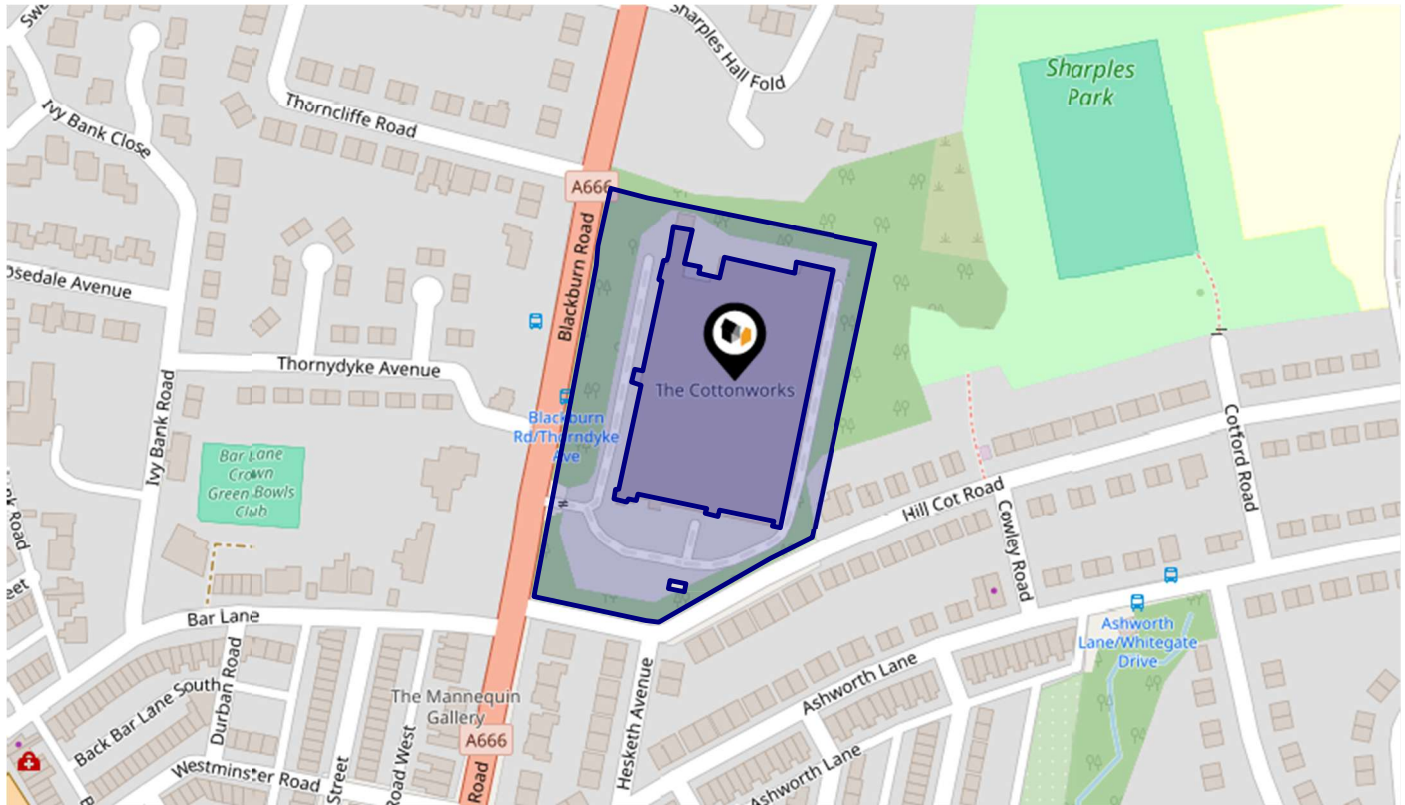 Sharples Hall Fold
Sharples
Park
Thorncliffe Road
Ivy Bank Close
A666
Blackburn Road
Thornydyke Avenue
The Cottonworks
Blackburn
Rd/Thorndyke
Ave
Ivy Bank Road
Bar Lane
Crown
Green Bowls
Club
Hill Cot Road
Cotford Road
Cowley Road
Bar Lane
Ashworth
Lane/Whitegate
Drive
Ashworth Lane
Durban Road
Back Bar Lane South
The Mannequin
Gallery
Hesketh Avenue
A666
Westminster Road
Street
Road West
Road
Ashworth Lane